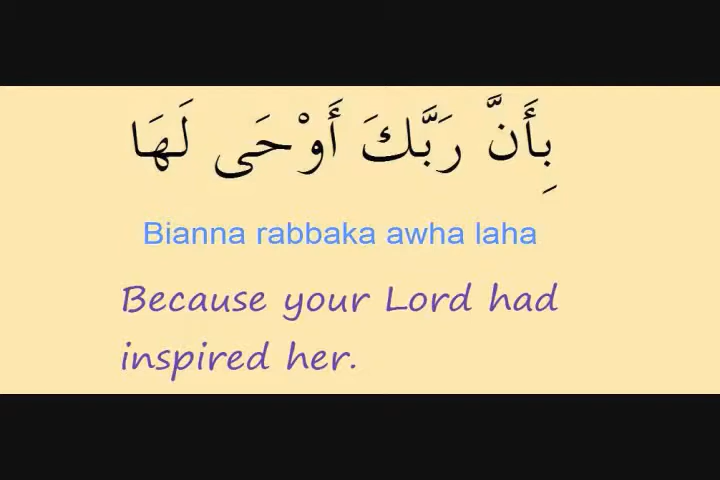 بِأَنَّ رَبَّكَ أَوْحَى لَهَا
Bianna rabbaka awha laha
Because your Lord had
inspired her.